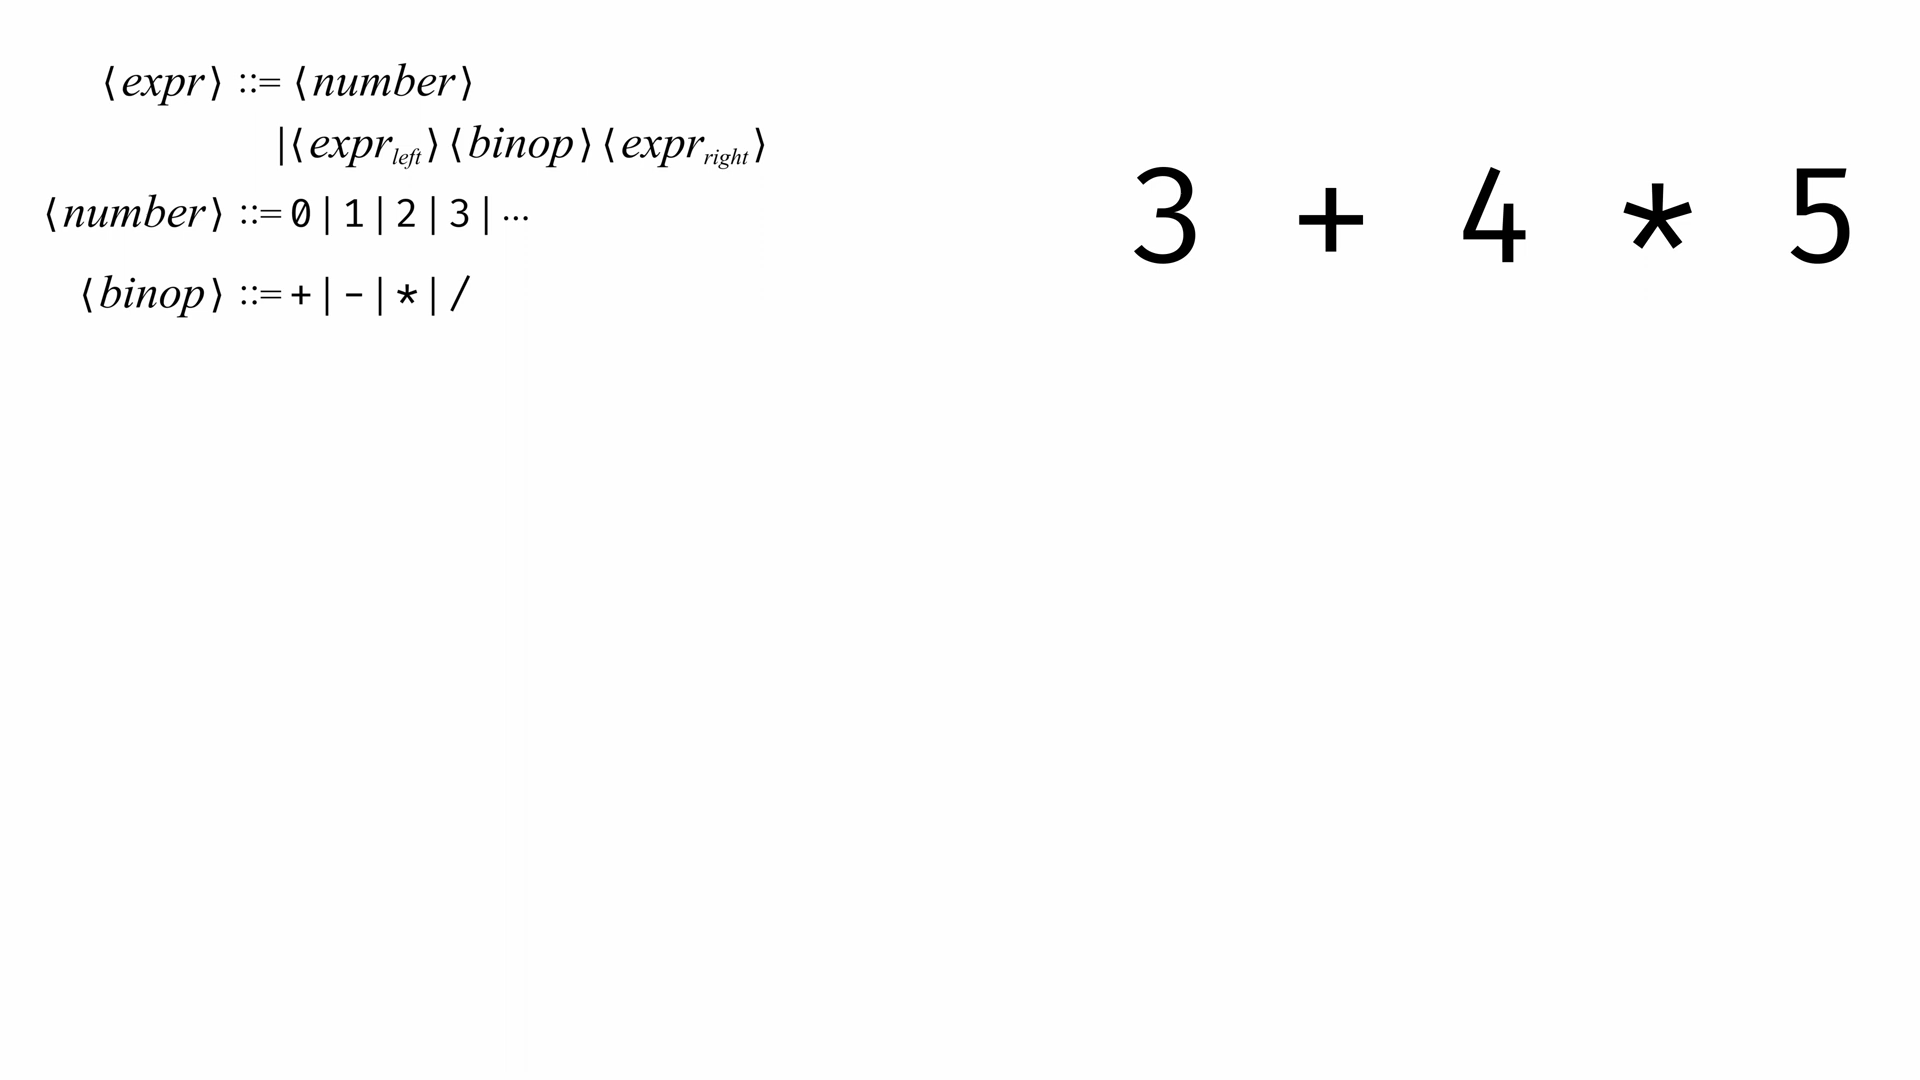 ⟨expr⟩ ::= ⟨number⟩
|⟨expr_left⟩⟨binop⟩⟨expr_right⟩
⟨number⟩ ::= 0 | 1 | 2 | 3 | ···
⟨binop⟩ ::= + | - | * | /
3 + 4 * 5